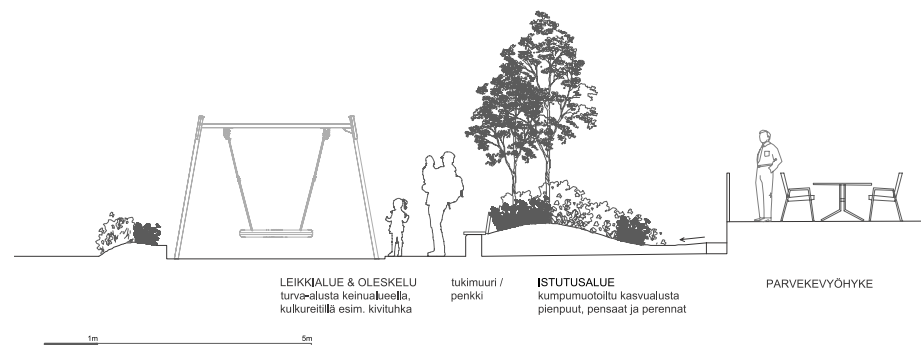 LEIKKIALUE & OLESKELU
turva-alusta keinualueella,
kulkureitillä esim. kivituhka
tukimuuri /
penkki
ISTUTUSALUE
kumpumuotoiltu kasvualusta
pienpuut, pensaat ja perennat
PARVEKEVYÖHYKE
1m
5m